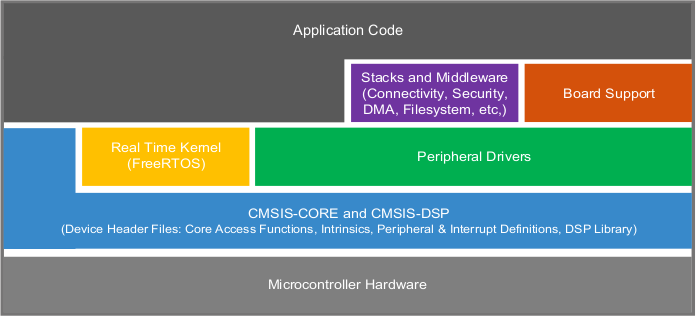 Application Code
Stacks and Middleware
(Connectivity, Security,
DMA, Filesystem, etc,)
Board Support
Real Time Kernel
(FreeRTOS)
Peripheral Drivers
CMSIS-CORE and CMSIS-DSP
(Device Header Files: Core Access Functions, Intrinsics, Peripheral & Interrupt Definitions, DSP Library)
Microcontroller Hardware